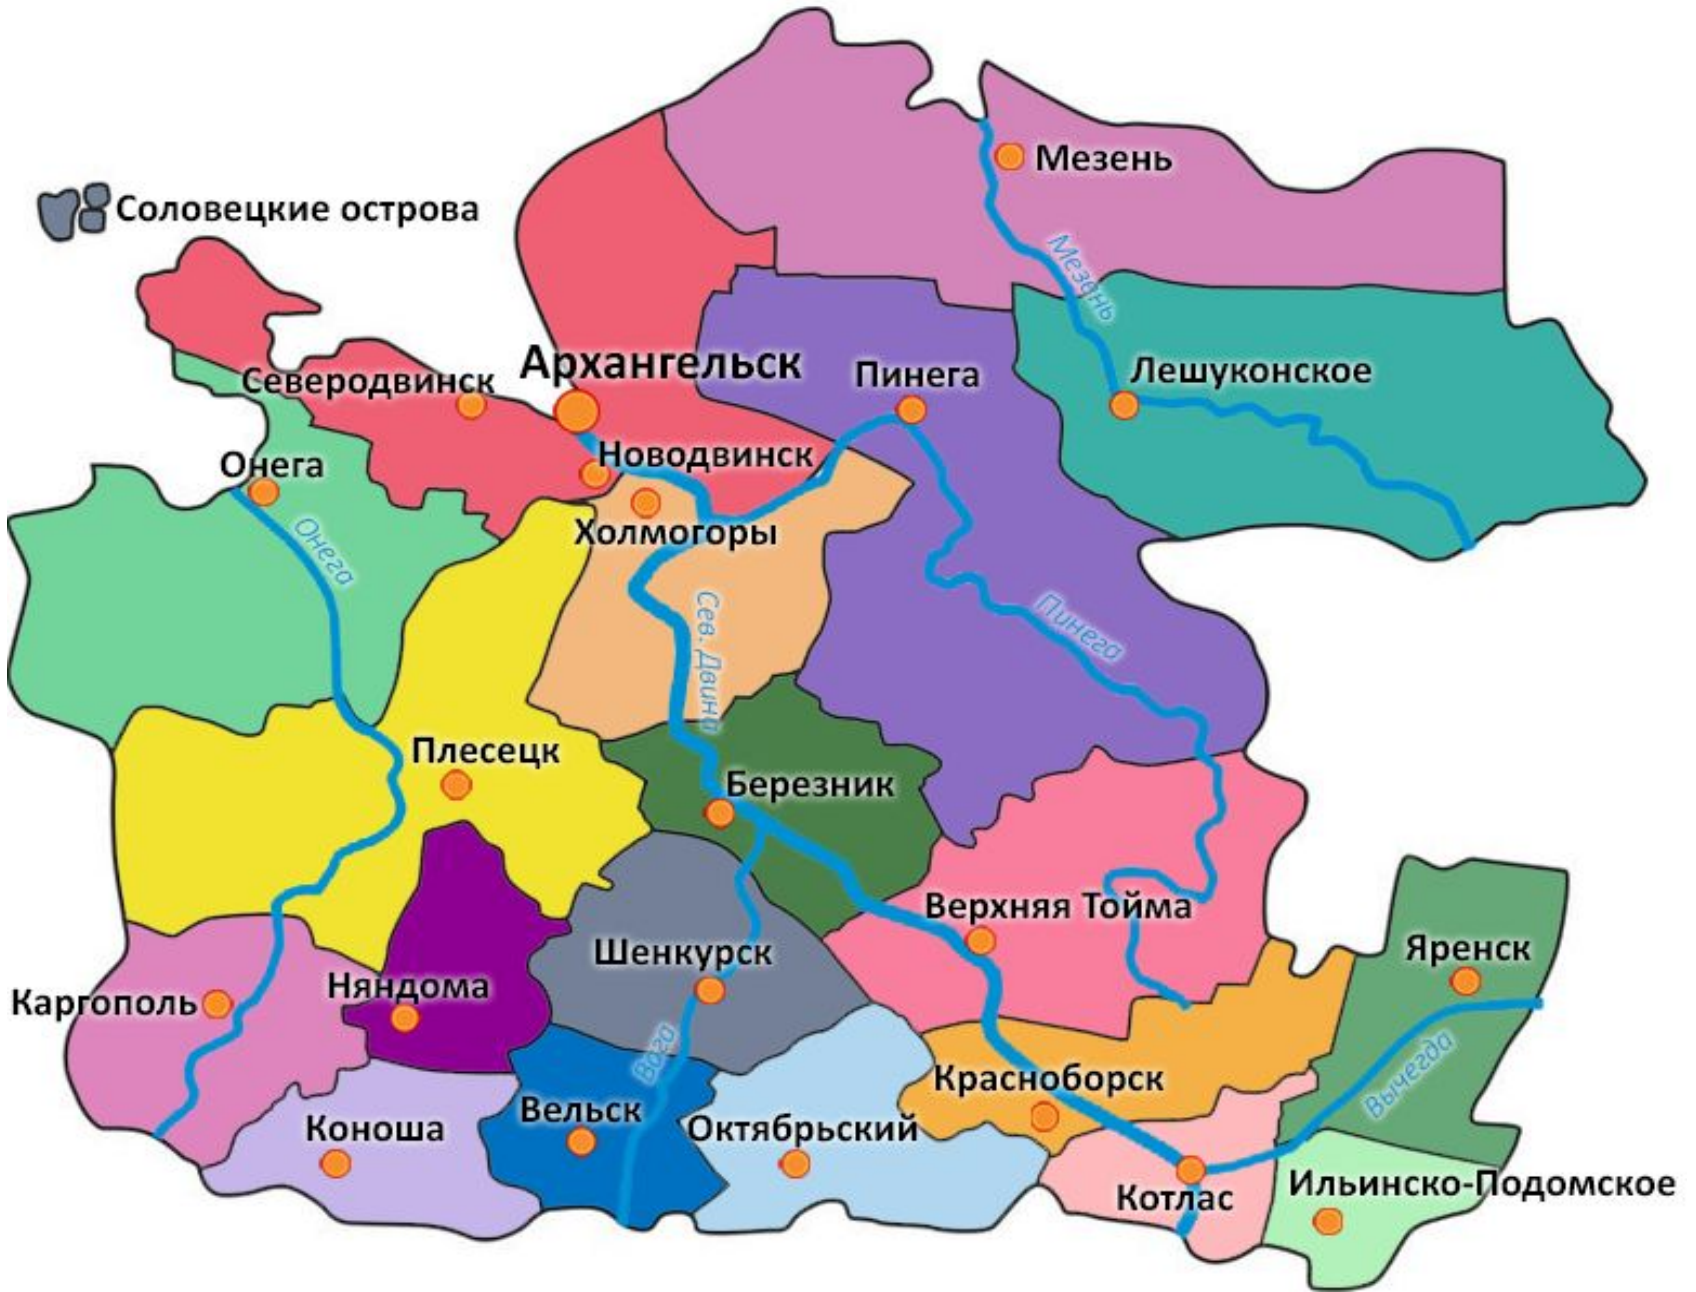 Мезень
Соловецкие острова
Мезень
Архангельск
Пинега
Лешуконское
Северодвинск
Новодвинск
Онега
Онега
Холмогоры
Сев. Двина
Пинега
Плесецк
Березник
Верхняя Тойма
Шенкурск
Яренск
Няндома
Каргополь
Вага
Вычегда
Красноборск
Вельск
Октябрьский
Коноша
Ильинско-Подомское
Котлас